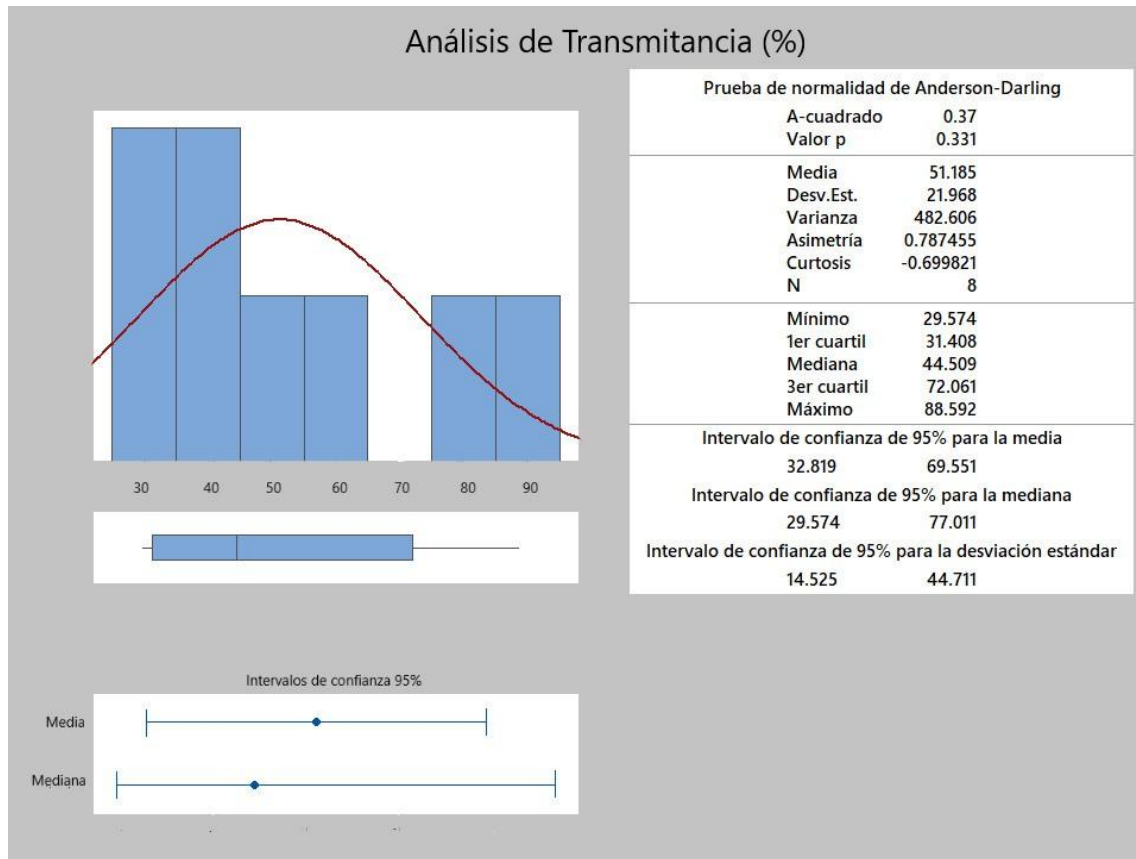 Análisis de Transmitancia (%)
30 40 50 60 70 80 90
Intervalos de confianza 95%
Media
Mediana
Prueba de normalidad de Anderson-Darling
A-cuadrado 0.37
Valor p 0.331
Media 51.185
Desv.Est. 21.968
Varianza 482.606
Asimetría 0.787455
Curtosis -0.699821
N 8
Mínimo 29.574
1er cuartil 31.408
Mediana 44.509
3er cuartil 72.061
Máximo 88.592
Intervalo de confianza de 95% para la media
32.819 69.551
Intervalo de confianza de 95% para la mediana
29.574 77.011
Intervalo de confianza de 95% para la desviación estándar
14.525 44.711